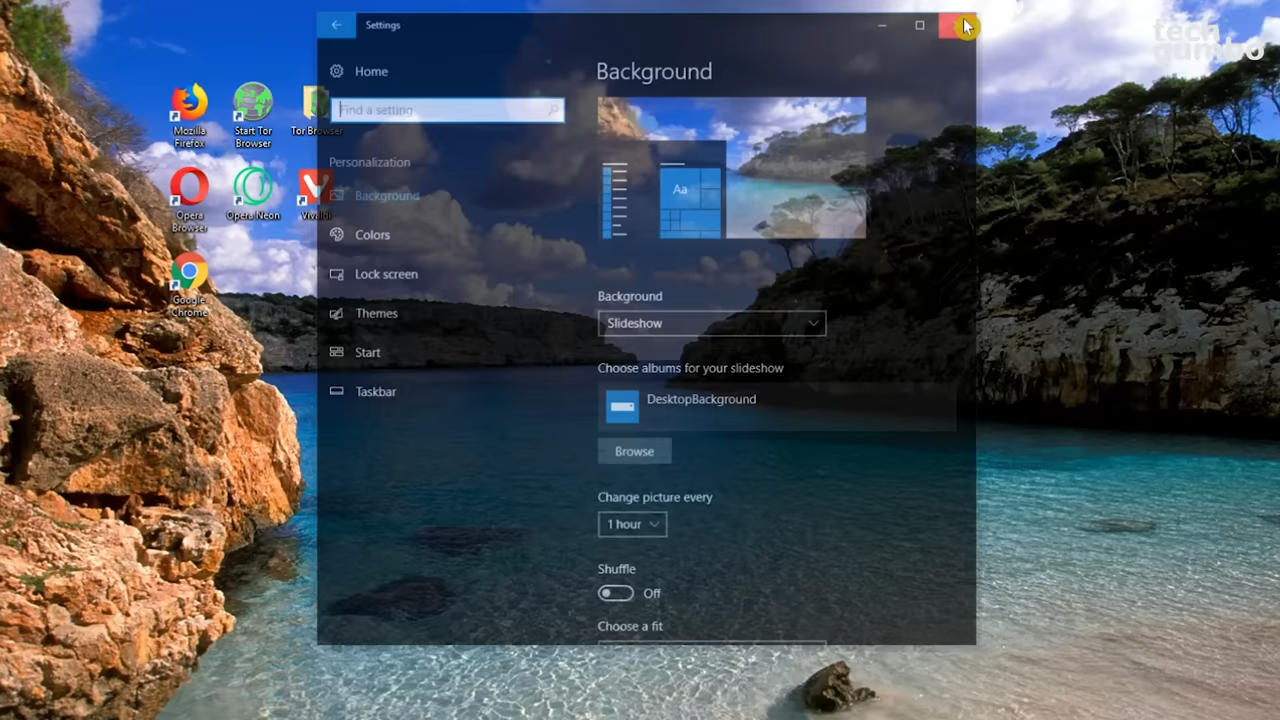 Settings
tech
gumbo
Home
Background
Find a setting
Mozilla
Firefox
Start Tor
Browser
Tor Browser
Personalization
Aa
Background
Opera
Browser
Opera Neon
Vivaldi
Colors
Lock screen
Google
Chrome
Background
Themes
Slideshow
Start
Choose albums for your slideshow
Taskbar
DesktopBackground
Browse
Change picture every
1 hour
Shuffle
Off
Choose a fit